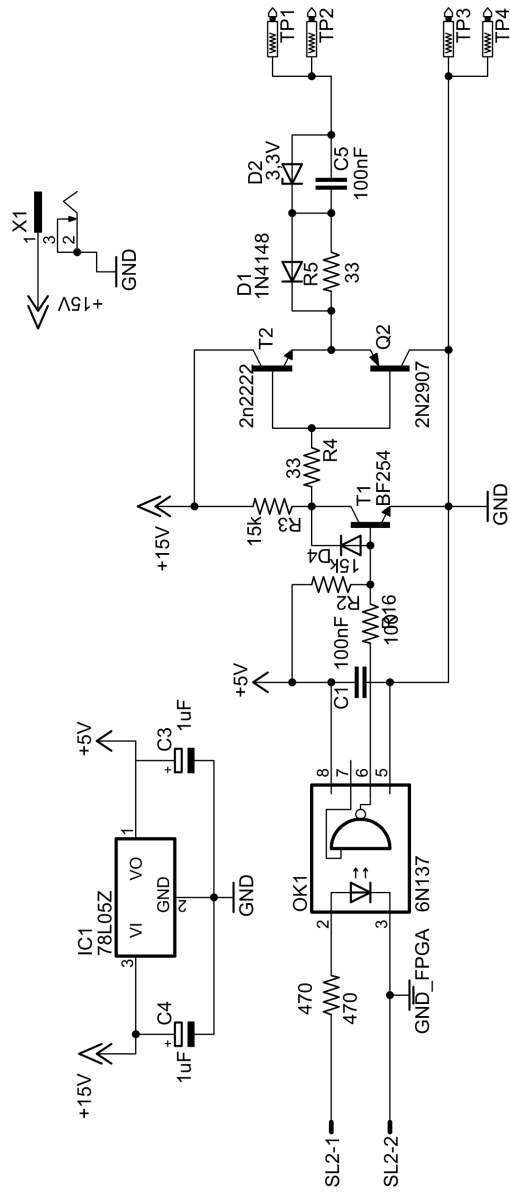 TP1
TP2
TP3
TP4
X1
1
3
2
+15V
GND
D2
3,3V
C5
100nF
D1
1N4148
R5
33
T2
2n2222
Q2
2N2907
33
R4
+15V
15k
R3
T1
BF254
D4
15k
R2
R16
100
GND
+5V
100nF
C1
+5V
C3
1uF
+
IC1
78L05Z
VI
VO
GND
3
1
2
GND
+15V
C4
1uF
+
OK1
6N137
8
7
6
5
2
3
470
470
GND_FPGA
SL2-1
SL2-2